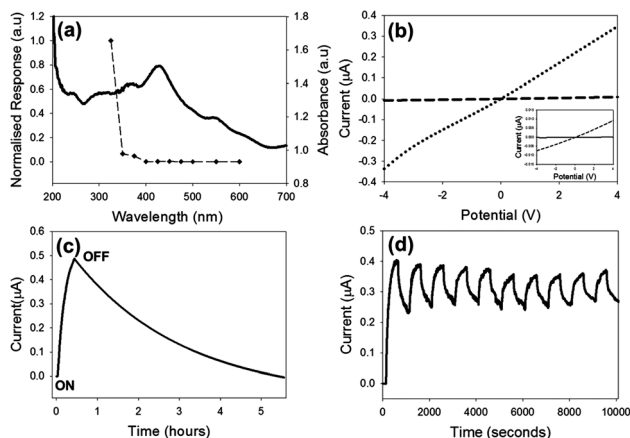 (a)
Normalised Response (a.u)
1.2
1.0
0.8
0.6
0.4
0.2
0.0
1.8
1.6
1.4
1.2
1.0
0.8
Absorbance (a.u)
200 300 400 500 600 700
Wavelength (nm)
(b)
Current (µA)
0.4
0.3
0.2
0.1
0.0
-0.1
-0.2
-0.3
-0.4
-4 -2 0 2 4
Potential (V)
Current (µA)
Potential (V)
(c)
OFF
ON
Current(µA)
0.6
0.5
0.4
0.3
0.2
0.1
0.0
0 1 2 3 4 5
Time (hours)
(d)
Current (µA)
0.5
0.4
0.3
0.2
0.1
0.0
0 2000 4000 6000 8000 10000
Time (seconds)